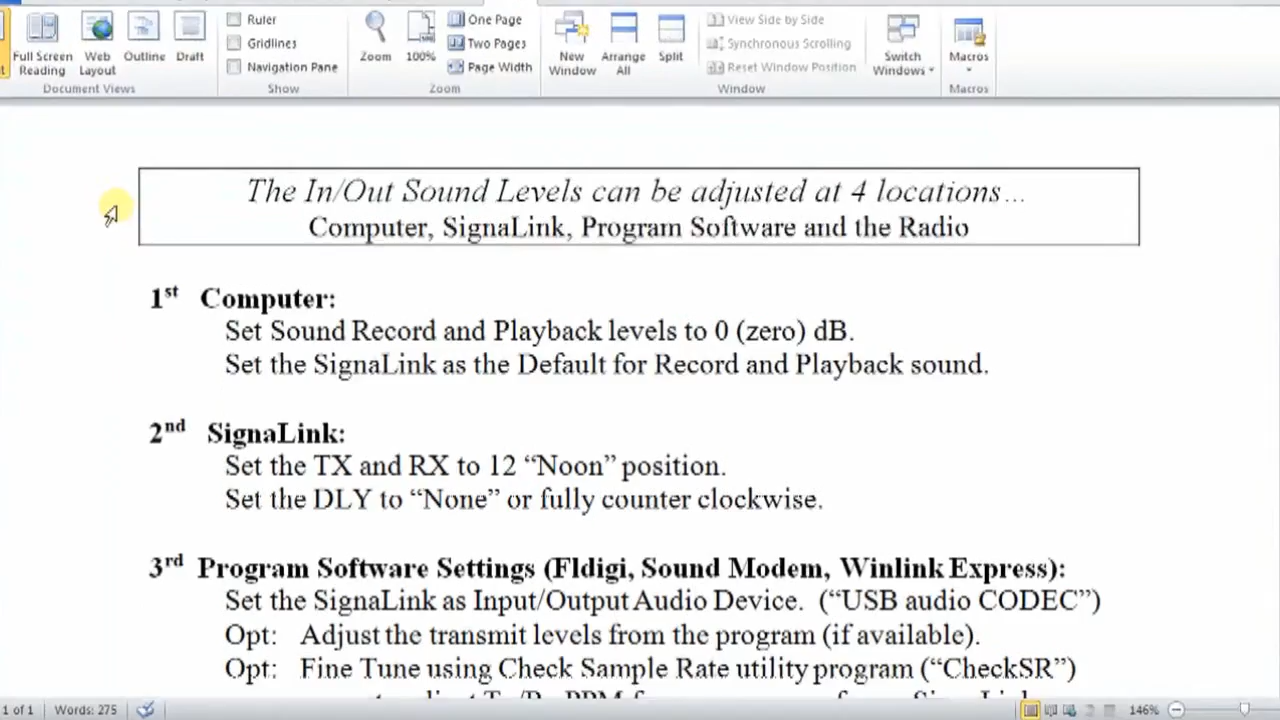 Full Screen Reading
Web Layout
Outline
Draft
Document Views
Ruler
Gridlines
Navigation Pane
Show
Zoom
100%
One Page
Two Pages
Page Width
Zoom
New Window
Arrange All
Split
View Side by Side
Synchronous Scrolling
Reset Window Position
Window
Switch Windows
Macros
Macros
The In/Out Sound Levels can be adjusted at 4 locations...
Computer, SignaLink, Program Software and the Radio
1st Computer:
Set Sound Record and Playback levels to 0 (zero) dB.
Set the SignaLink as the Default for Record and Playback sound.
2nd SignaLink:
Set the TX and RX to 12 “Noon” position.
Set the DLY to “None” or fully counter clockwise.
3rd Program Software Settings (Fldigi, Sound Modem, Winlink Express):
Set the SignaLink as Input/Output Audio Device. (“USB audio CODEC”)
Opt: Adjust the transmit levels from the program (if available).
Opt: Fine Tune using Check Sample Rate utility program (“CheckSR”)
1 of 1
Words: 275
146%